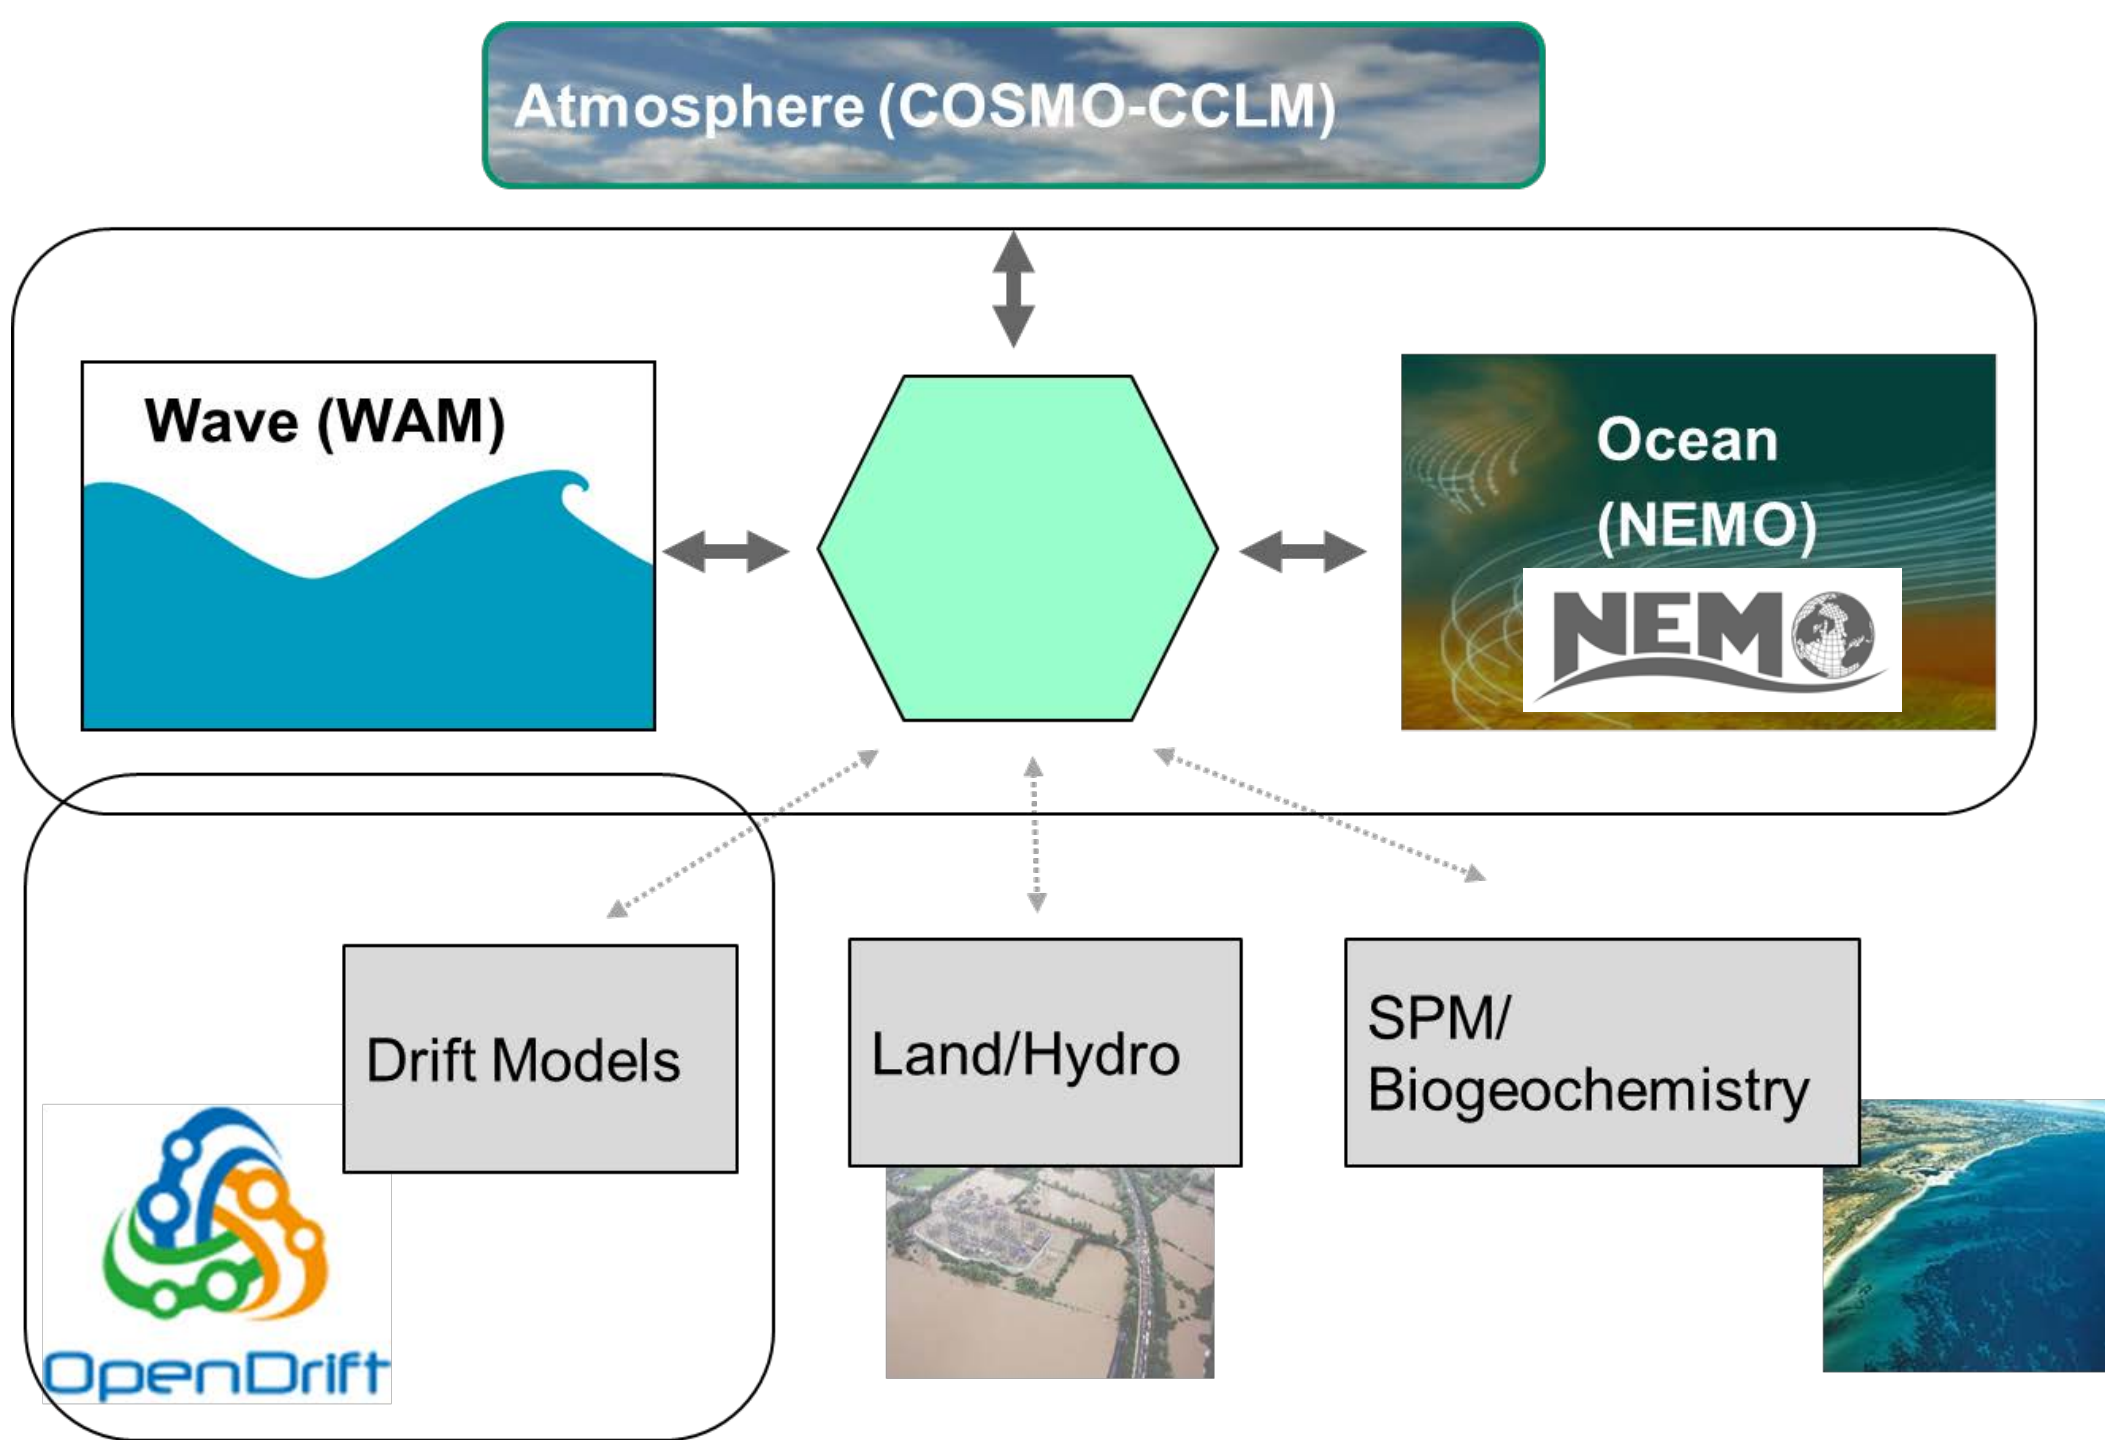 Atmosphere (COSMO-CCLM)
Wave (WAM)
Ocean
(NEMO)
NEMO
Drift Models
Land/Hydro
SPM/
Biogeochemistry
OpenDrift